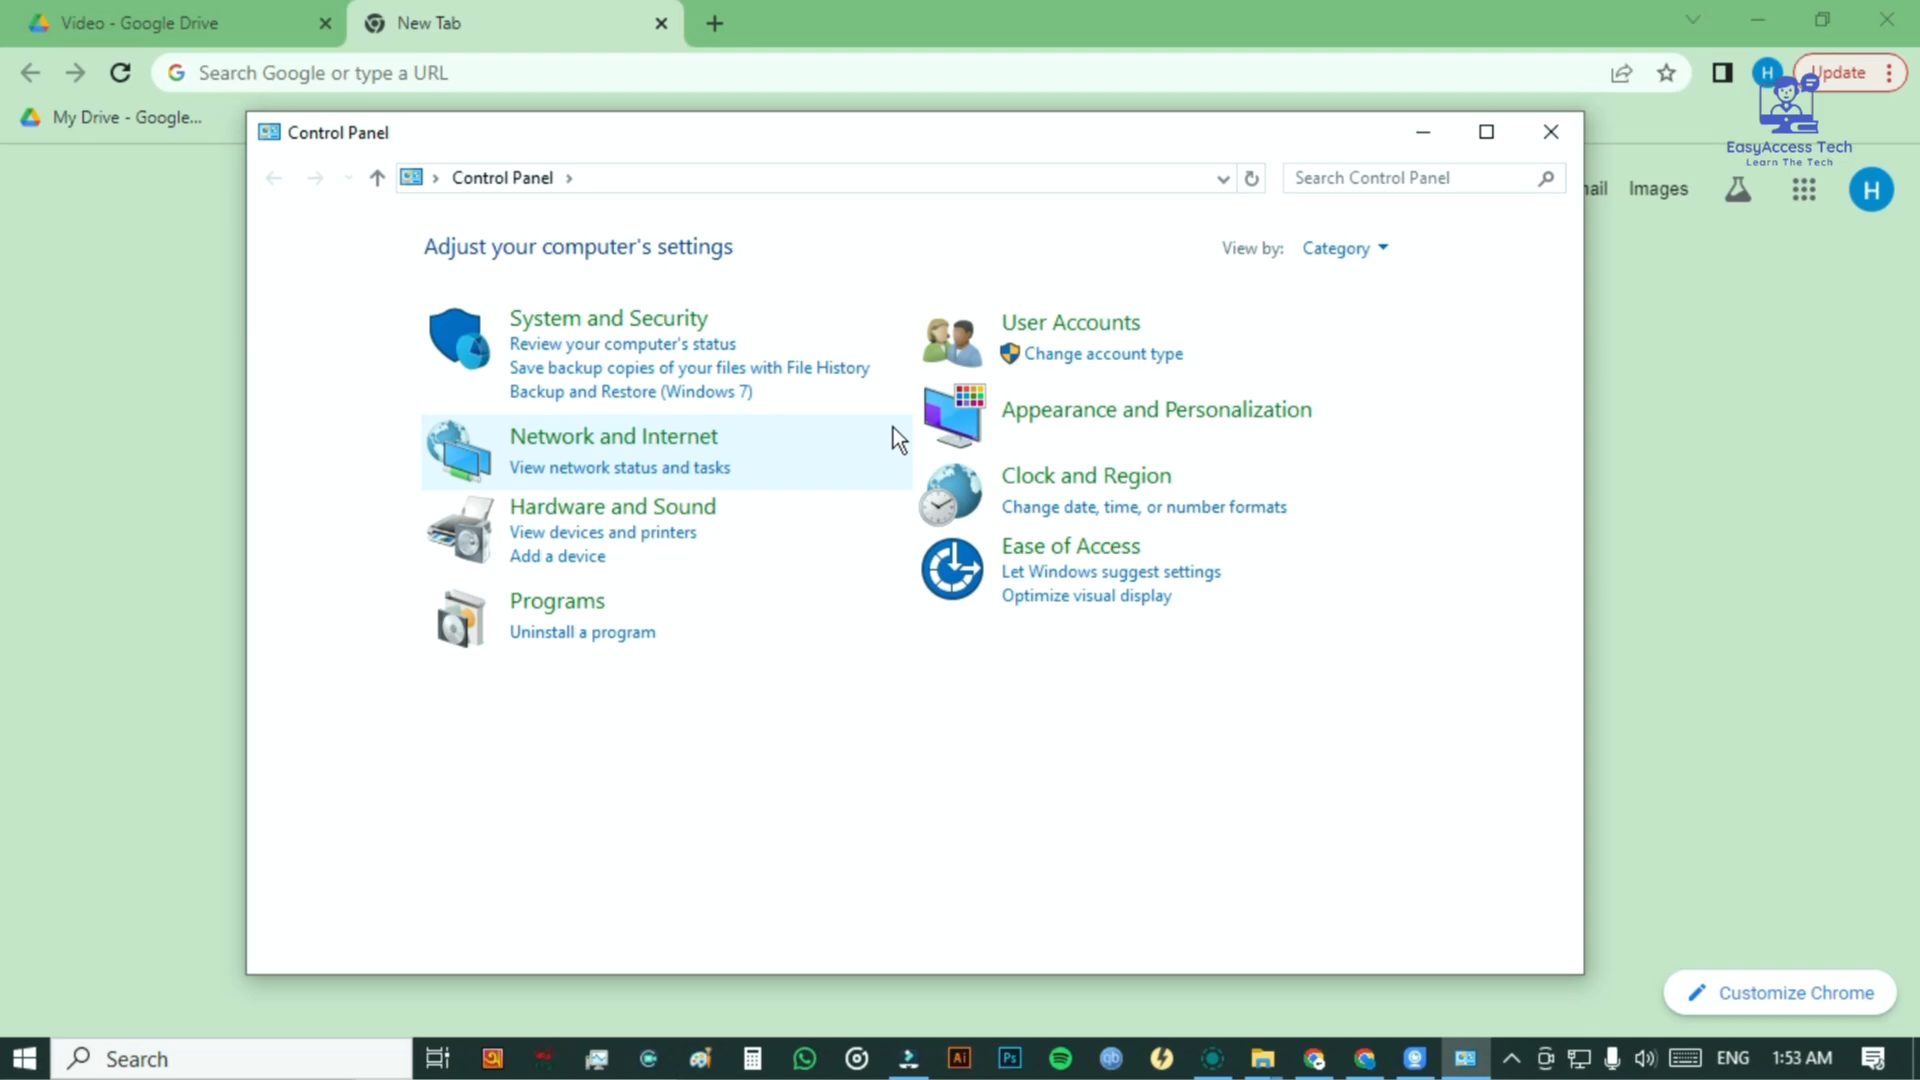 Video - Google Drive
New Tab
Search Google or type a URL
H
Update
My Drive - Google...
EasyAccess Tech
Learn The Tech
Control Panel
Control Panel
Search Control Panel
Images
H
Adjust your computer's settings
View by: Category
System and Security
Review your computer's status
Save backup copies of your files with File History
Backup and Restore (Windows 7)
Network and Internet
View network status and tasks
Hardware and Sound
View devices and printers
Add a device
Programs
Uninstall a program
User Accounts
Change account type
Appearance and Personalization
Clock and Region
Change date, time, or number formats
Ease of Access
Let Windows suggest settings
Optimize visual display
Customize Chrome
Search
Ai
Ps
qb
ENG
1:53 AM